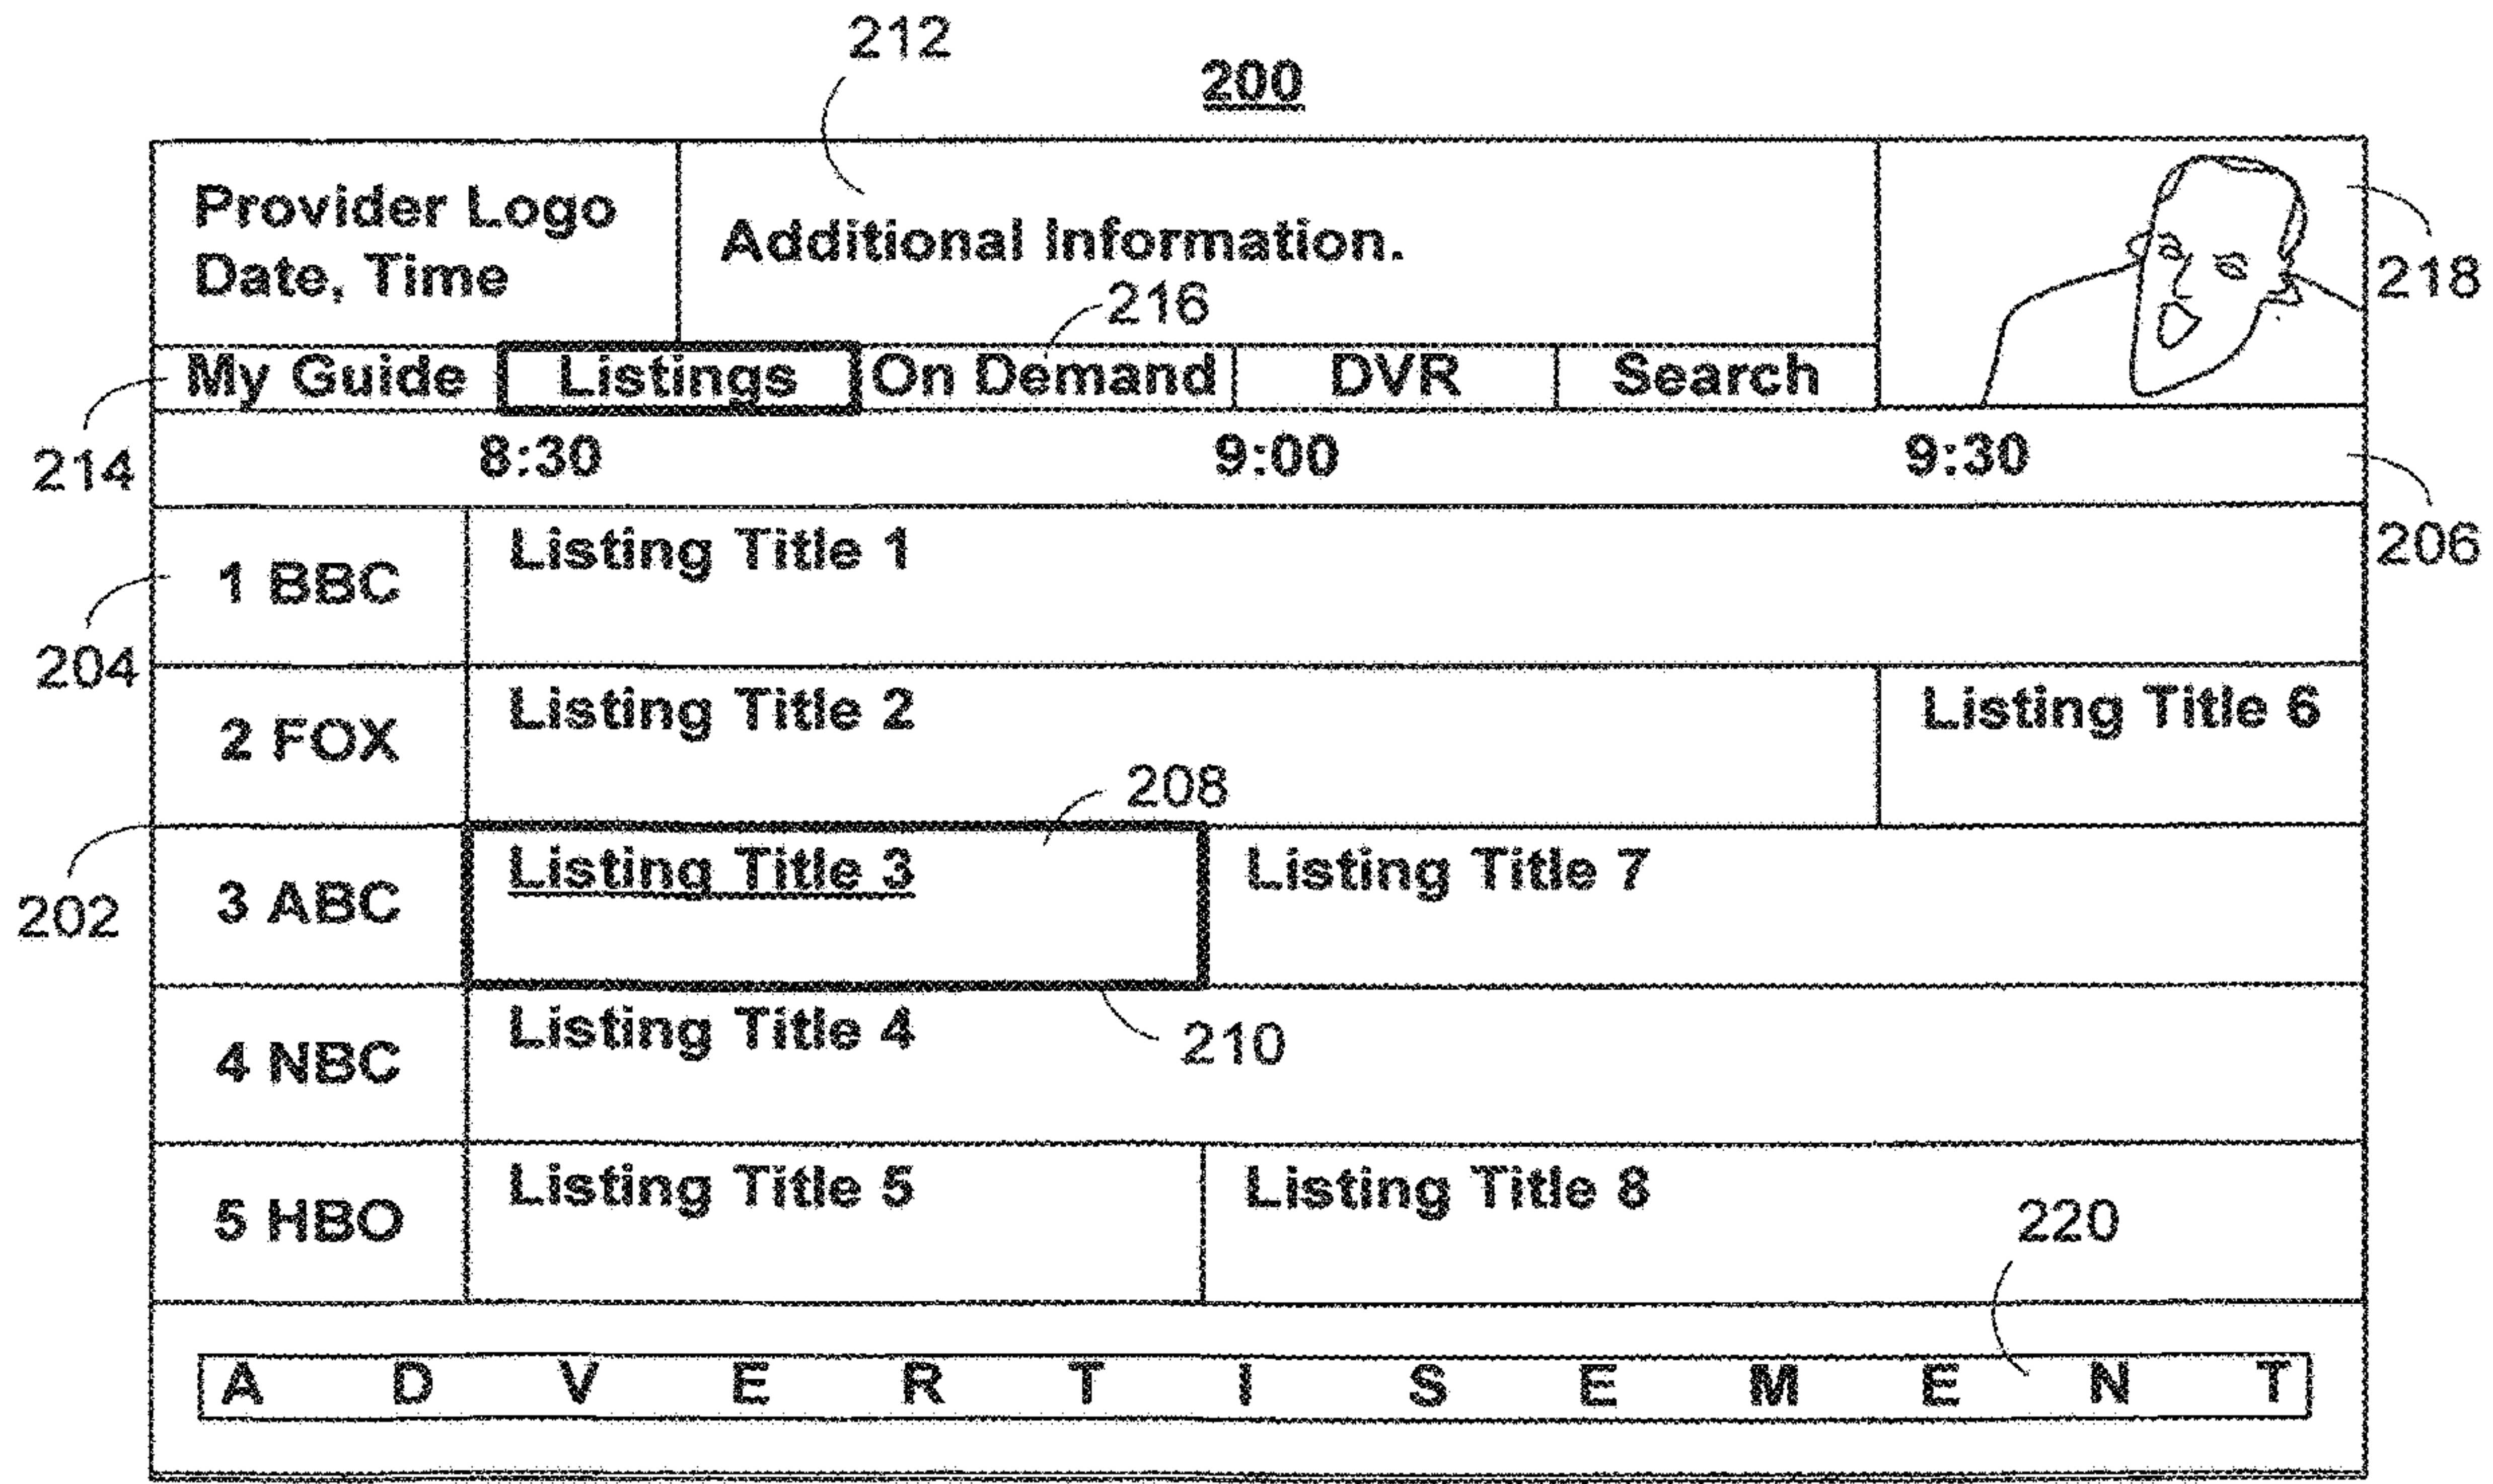 212
200
Provider Logo
Date, Time
Additional Information.
216
218
My Guide
Listings
On Demand
DVR
Search
214
8:30
9:00
9:30
206
1 BBC
Listing Title 1
204
2 FOX
Listing Title 2
Listing Title 6
208
202
3 ABC
Listing Title 3
Listing Title 7
210
4 NBC
Listing Title 4
5 HBO
Listing Title 5
Listing Title 8
220
A D V E R T I S E M E N T